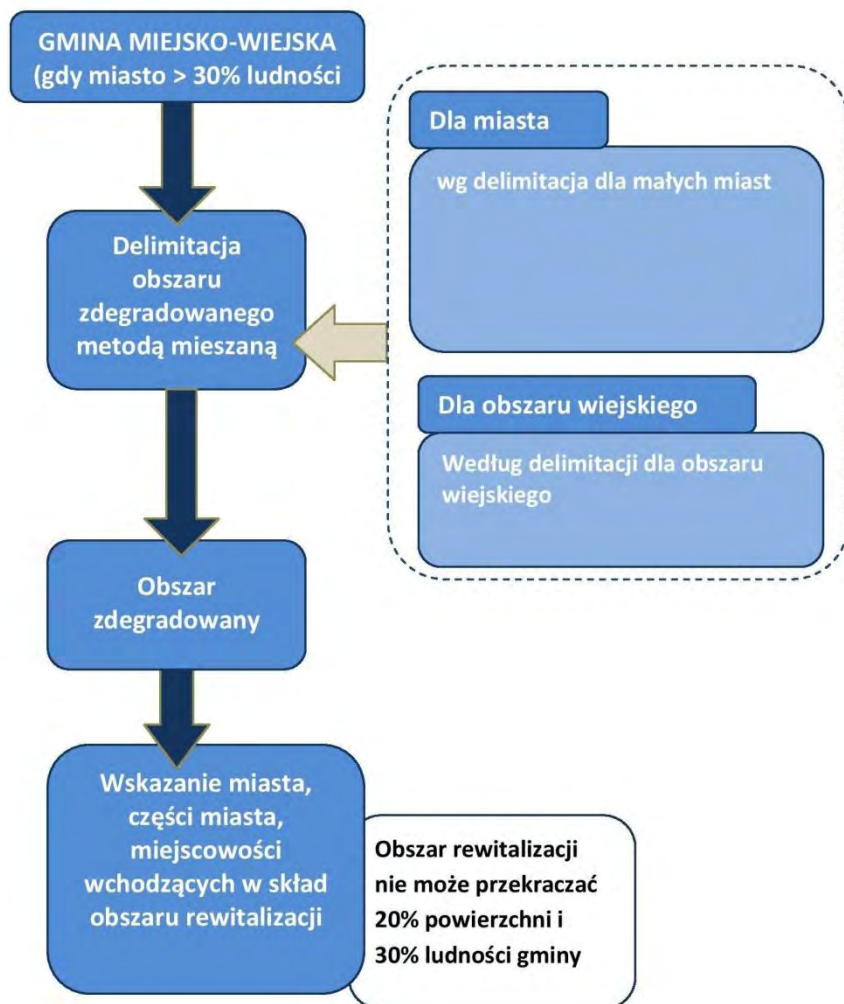 GMINA MIEJSKO-WIEJSKA
(gdy miasto > 30% ludności
Dla miasta
wg delimitacja dla małych miast
Delimitacja
obszaru
zdegradowanego
metodą mieszaną
Dla obszaru wiejskiego
Według delimitacji dla obszaru
wiejskiego
Obszar
zdegradowany
Wskazanie miasta,
części miasta,
miejscowości
wchodzących w skład
obszaru rewitalizacji
Obszar rewitalizacji
nie może przekraczać
20% powierzchni i
30% ludności gminy